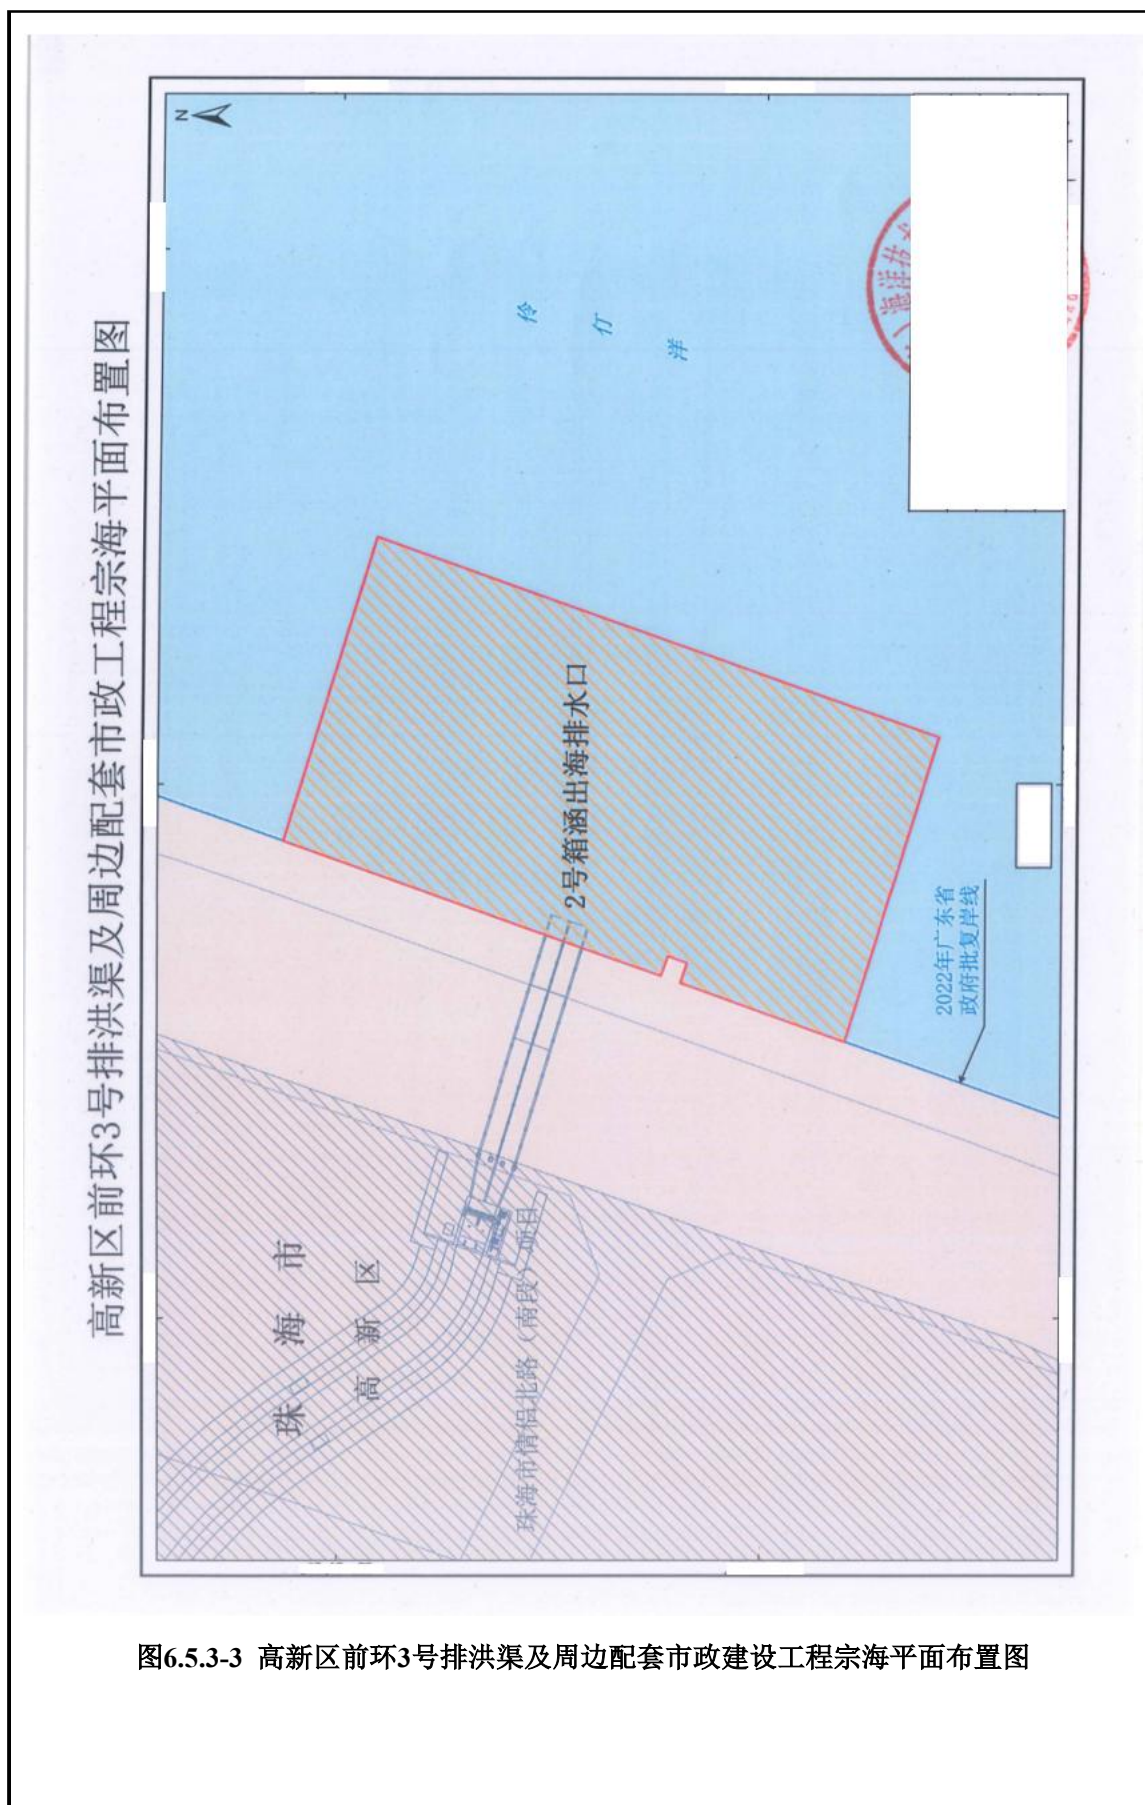 高新区前环3号排洪渠及周边配套市政工程宗海平面布置图
N
伶
仃
洋
海洋技
2号箱涵出海排水口
2022年广东省
政府批复岸线
珠海市
高新区
珠海市情侣北路（南段）项目
图6.5.3-3 高新区前环3号排洪渠及周边配套市政建设工程宗海平面布置图